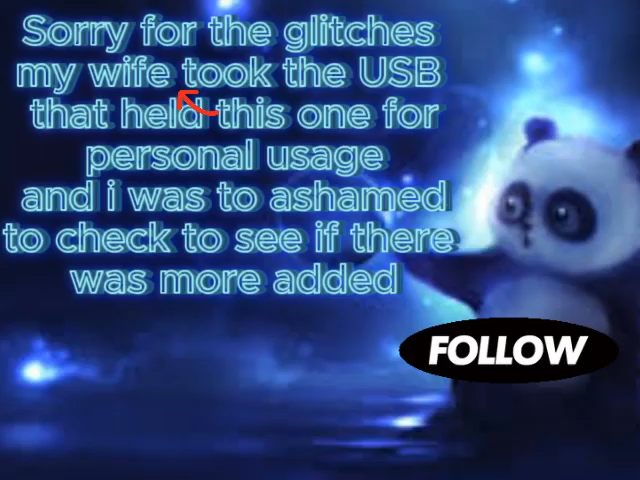 Sorry for the glitches
my wife took the USB
that held this one for
personal usage
and i was to ashamed
to check to see if there
was more added
FOLLOW